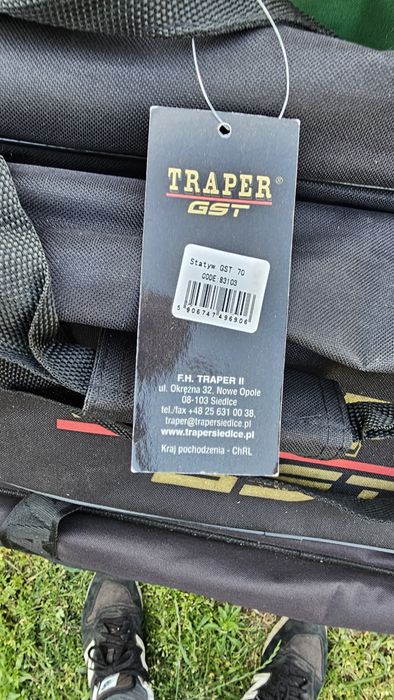 TRAPER®
GST
Statyw GST 70
CODE:83103
5 906747 496906
F.H. TRAPER II
ul. Okrężna 32, Nowe Opole
08-103 Siedlce
tel./fax +48 25 631 00 38,
traper@trapersiedlce.pl
www.trapersiedlce.pl
Kraj pochodzenia - ChRL